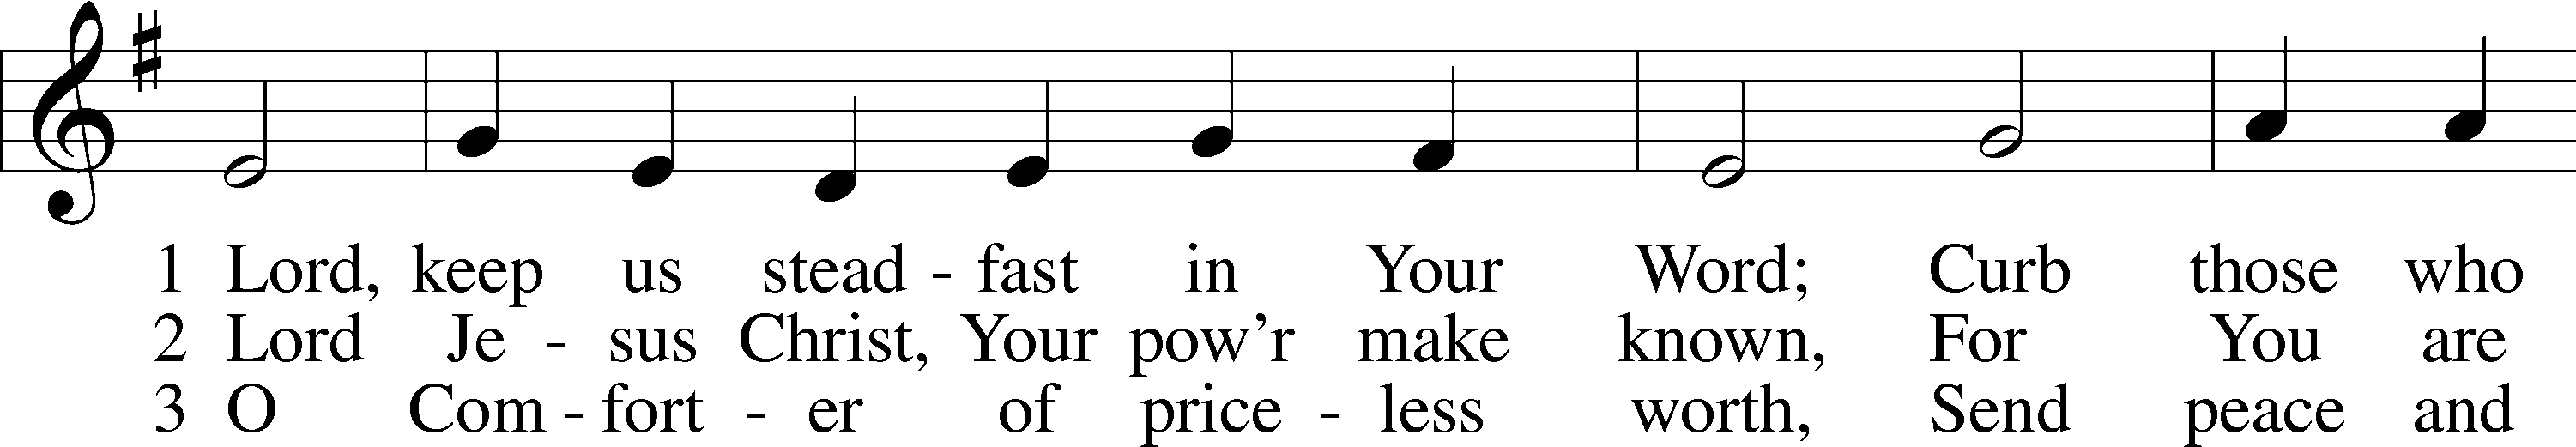 1 Lord, keep us stead - fast in Your Word; Curb those who
2 Lord Je - sus Christ, Your pow'r make known, For You are
3 O Com - fort - er of price - less worth, Send peace and